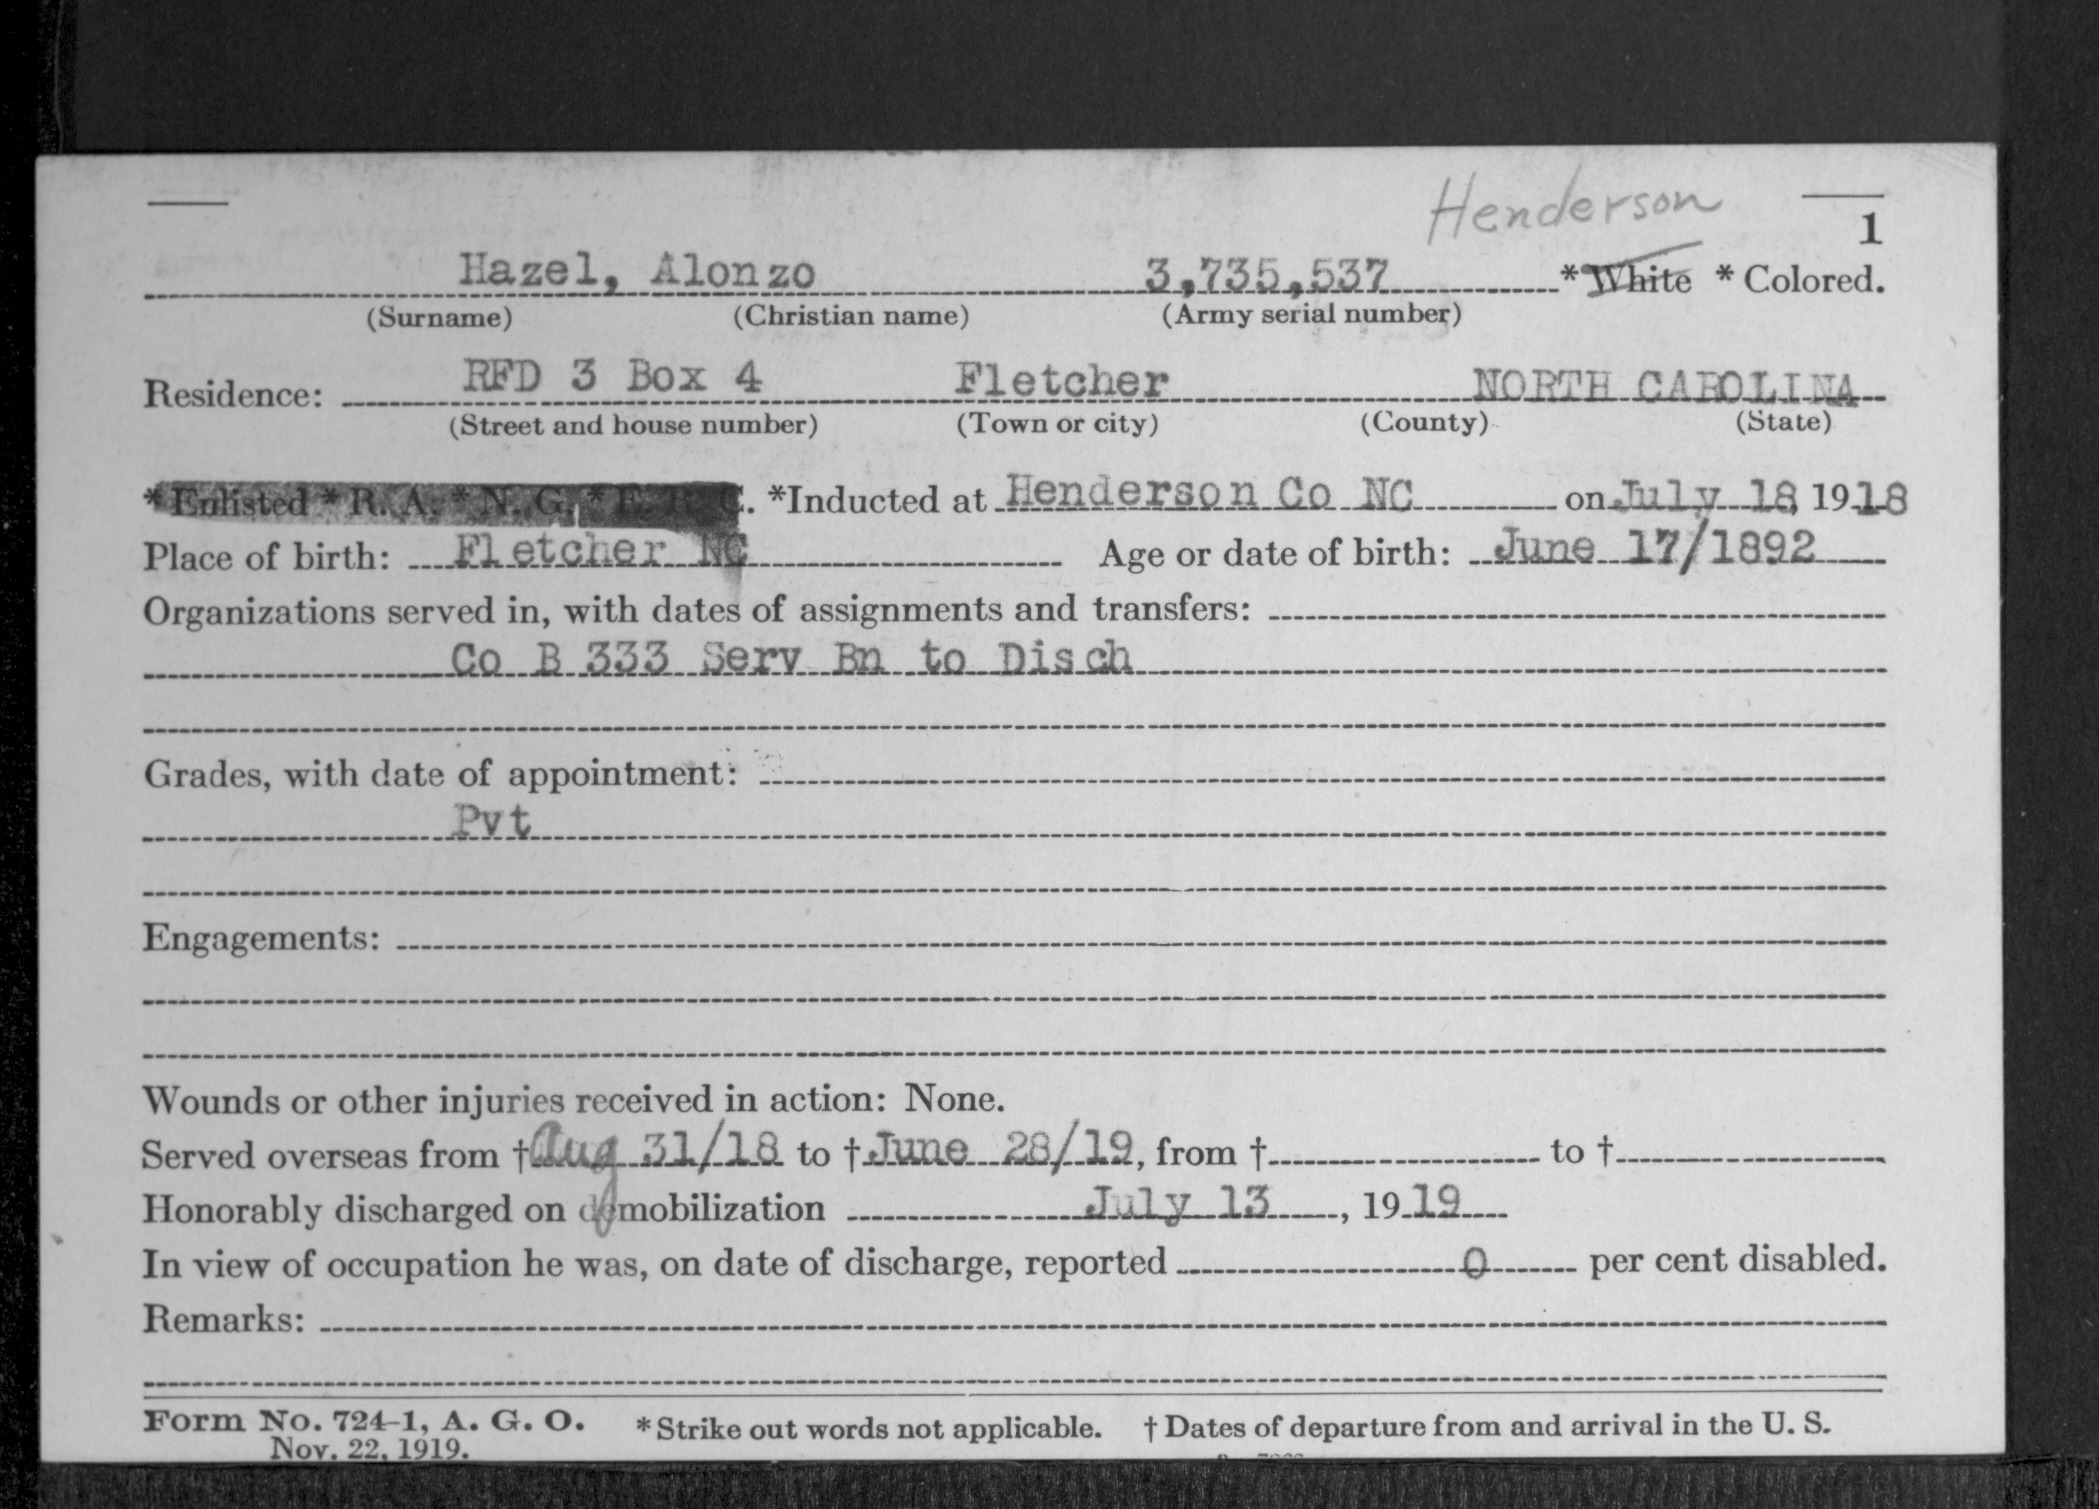 Henderson
1
Hazel, Alonzo 3,735,537 *White *Colored.
(Surname) (Christian name) (Army serial number)
Residence: RFD 3 Box 4 Fletcher NORTH CAROLINA
(Street and house number) (Town or city) (County) (State)
*Enlisted *R. A. *N. G. *E. R. C. *Inducted at Henderson Co NC on July 18, 1918
Place of birth: Fletcher NC Age or date of birth: June 17/1892
Organizations served in, with dates of assignments and transfers:
Co B 333 Serv Bn to Disch
Grades, with date of appointment:
Pvt
Engagements:
Wounds or other injuries received in action: None.
Served overseas from †Aug 31/18 to †June 28/19, from † to †
Honorably discharged on demobilization July 13, 1919
In view of occupation he was, on date of discharge, reported 0 per cent disabled.
Remarks:
Form No. 724-1, A. G. O. *Strike out words not applicable. †Dates of departure from and arrival in the U. S.
Nov. 22, 1919.